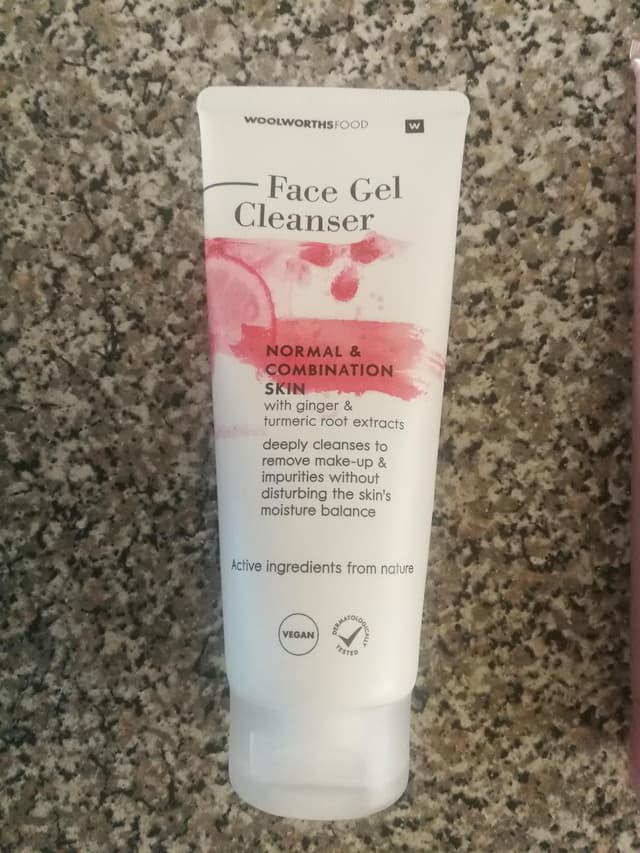 WOOLWORTHSFOOD
W
Face Gel
Cleanser
NORMAL &
COMBINATION
SKIN
with ginger &
turmeric root extracts
deeply cleanses to
remove make-up &
impurities without
disturbing the skin's
moisture balance
Active ingredients from nature
VEGAN
DERMATOLOGICALLY
TESTED